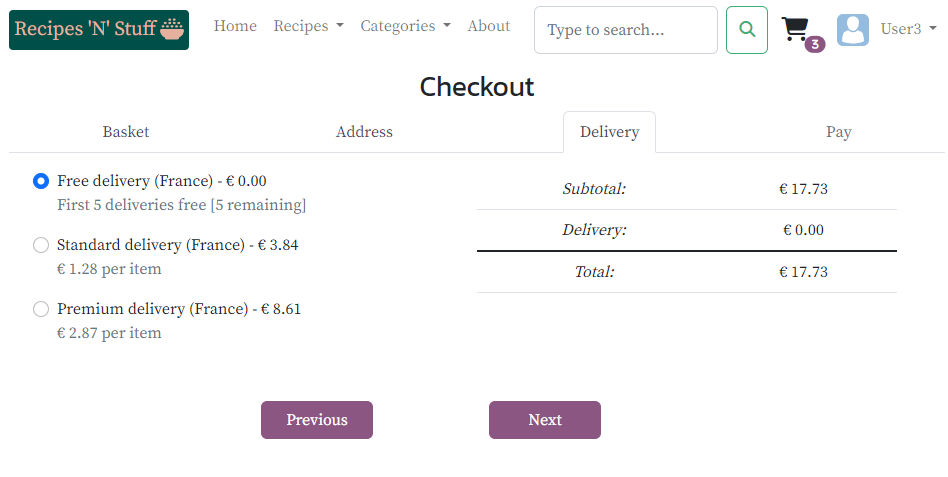 Recipes 'N' Stuff
Home Recipes Categories About
Type to search...
3
User3
Checkout
Basket Address Delivery Pay
Free delivery (France) - € 0.00
First 5 deliveries free [5 remaining]
Standard delivery (France) - € 3.84
€ 1.28 per item
Premium delivery (France) - € 8.61
€ 2.87 per item
Subtotal: € 17.73
Delivery: € 0.00
Total: € 17.73
Previous Next